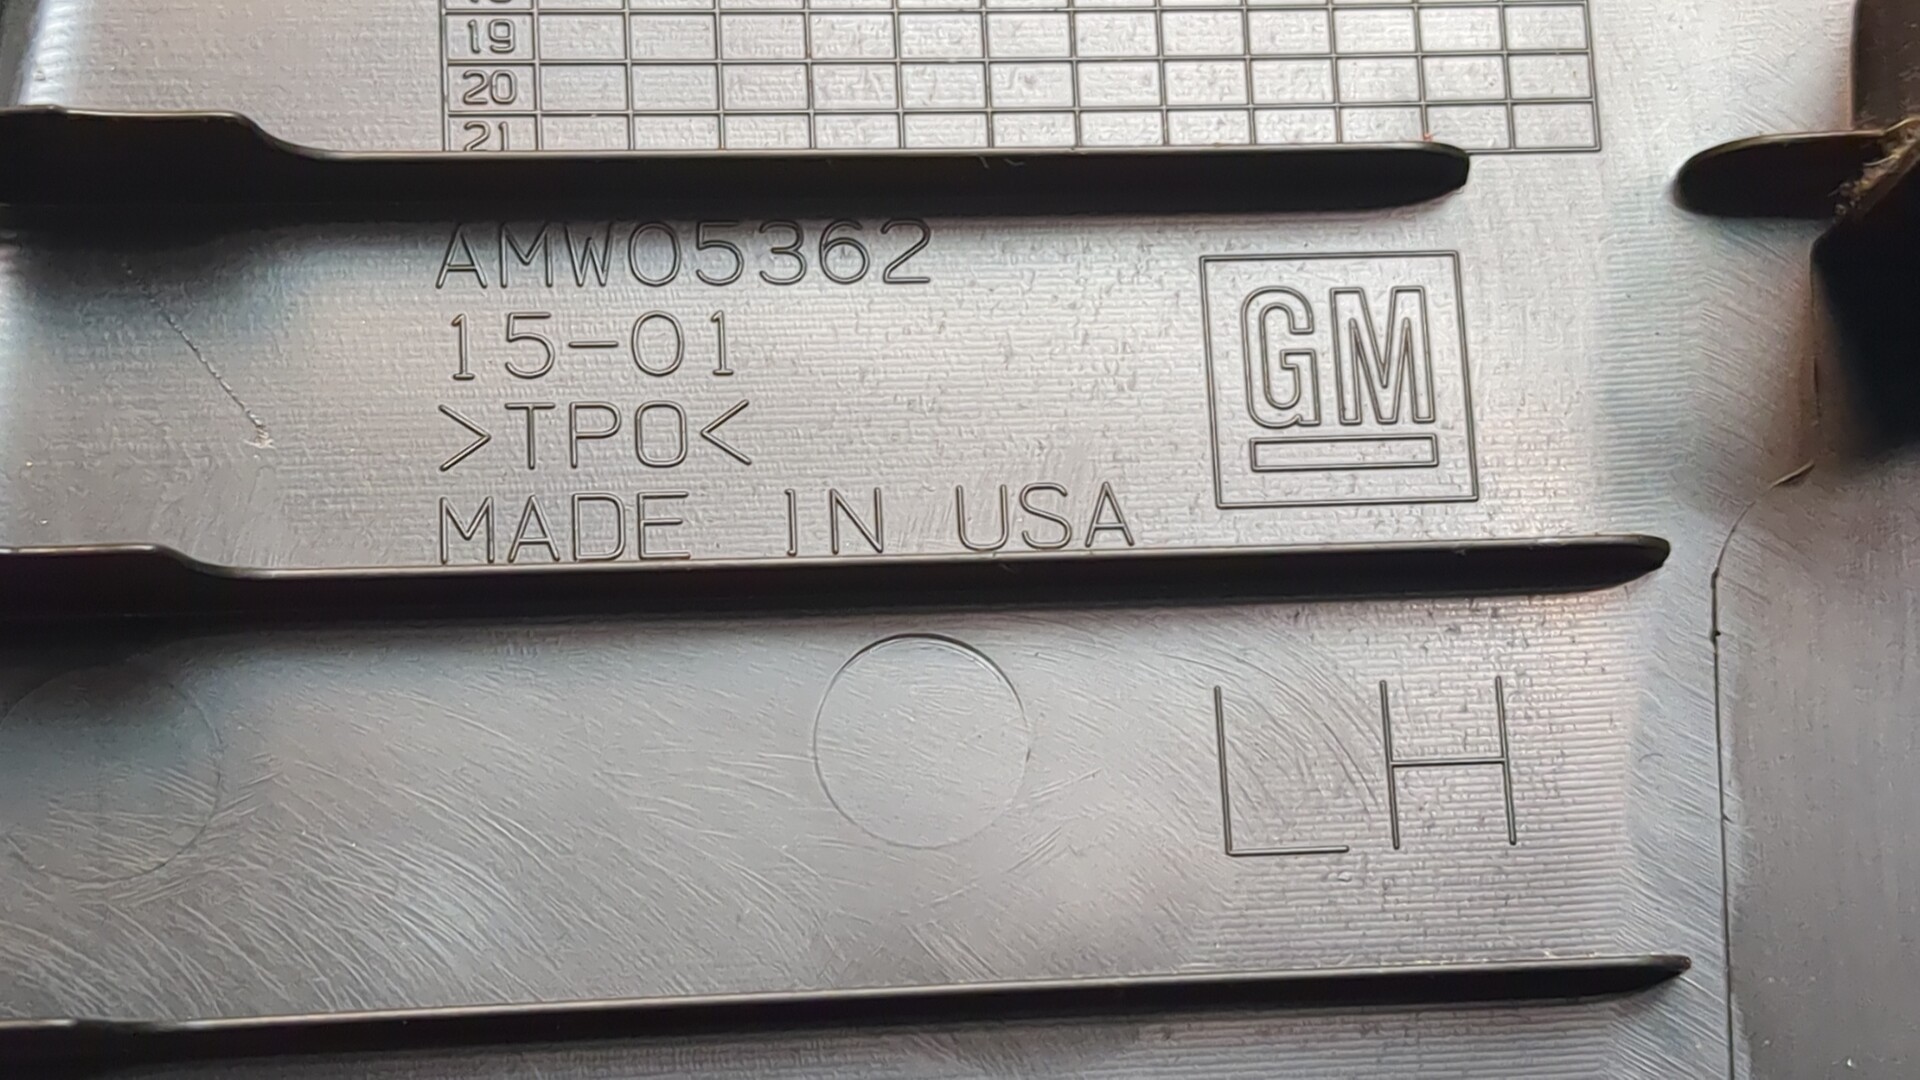 19
20
21
AMW05362
15-01
>TPO<
MADE IN USA
GM
LH